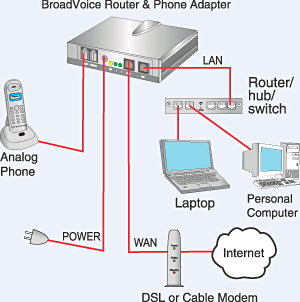 BroadVoice Router & Phone Adapter
LAN
Router/
hub/
switch
Analog
Phone
Laptop
Personal
Computer
POWER
WAN
Internet
DSL or Cable Modem